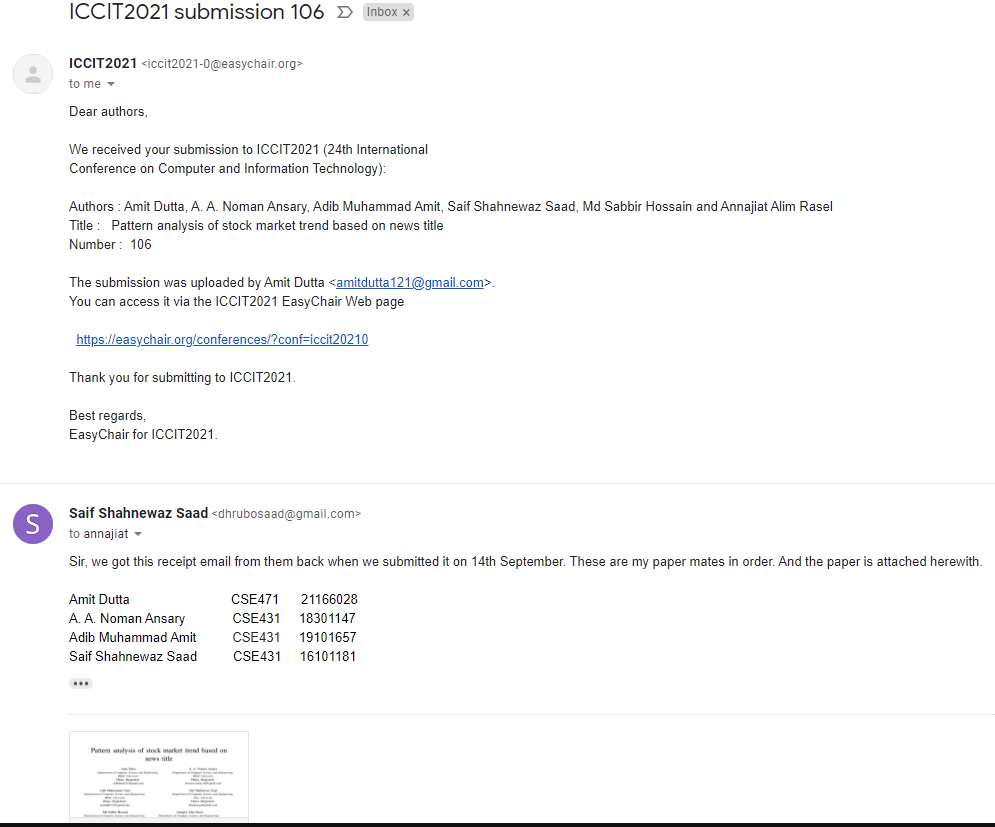 ICCIT2021 submission 106 Inbox ×
ICCIT2021 <iccit2021-0@easychair.org>
to me
Dear authors,
We received your submission to ICCIT2021 (24th International
Conference on Computer and Information Technology):
Authors : Amit Dutta, A. A. Noman Ansary, Adib Muhammad Amit, Saif Shahnewaz Saad, Md Sabbir Hossain and Annajiat Alim Rasel
Title : Pattern analysis of stock market trend based on news title
Number : 106
The submission was uploaded by Amit Dutta <amitdutta121@gmail.com>.
You can access it via the ICCIT2021 EasyChair Web page
https://easychair.org/conferences/?conf=iccit20210
Thank you for submitting to ICCIT2021.
Best regards,
EasyChair for ICCIT2021.
S
Saif Shahnewaz Saad <dhrubosaad@gmail.com>
to annajiat
Sir, we got this receipt email from them back when we submitted it on 14th September. These are my paper mates in order. And the paper is attached herewith.
Amit Dutta CSE471 21166028
A. A. Noman Ansary CSE431 18301147
Adib Muhammad Amit CSE431 19101657
Saif Shahnewaz Saad CSE431 16101181
Pattern analysis of stock market trend based on
news title